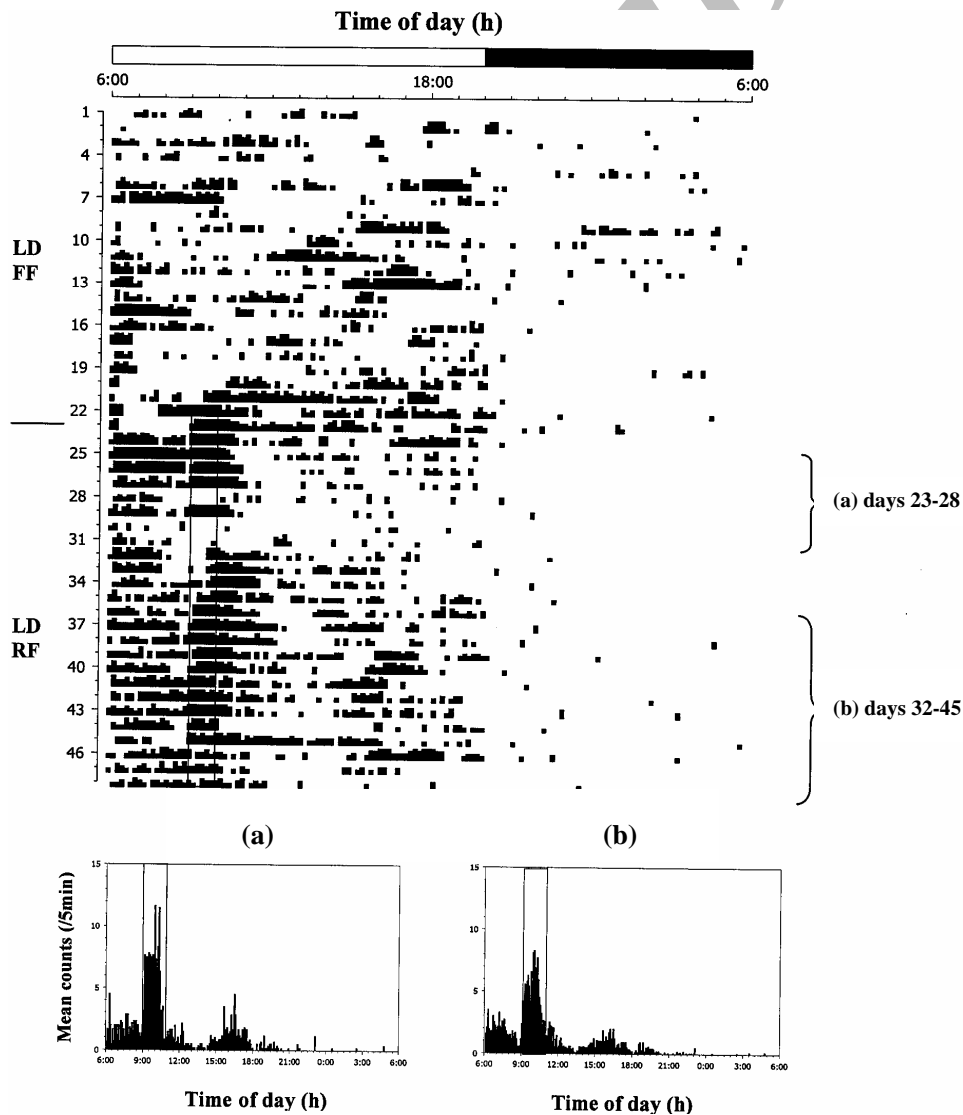 Time of day (h)
6:00 18:00 6:00
1
4
7
10
13
16
19
22
25
28
31
34
37
40
43
46
LD
FF
LD
RF
(a) days 23-28
(b) days 32-45
(a) (b)
Mean counts (/5min)
15
10
5
0
6:00 9:00 12:00 15:00 18:00 21:00 0:00 3:00 6:00
Time of day (h)
15
10
5
0
6:00 9:00 12:00 15:00 18:00 21:00 0:00 3:00 6:00
Time of day (h)